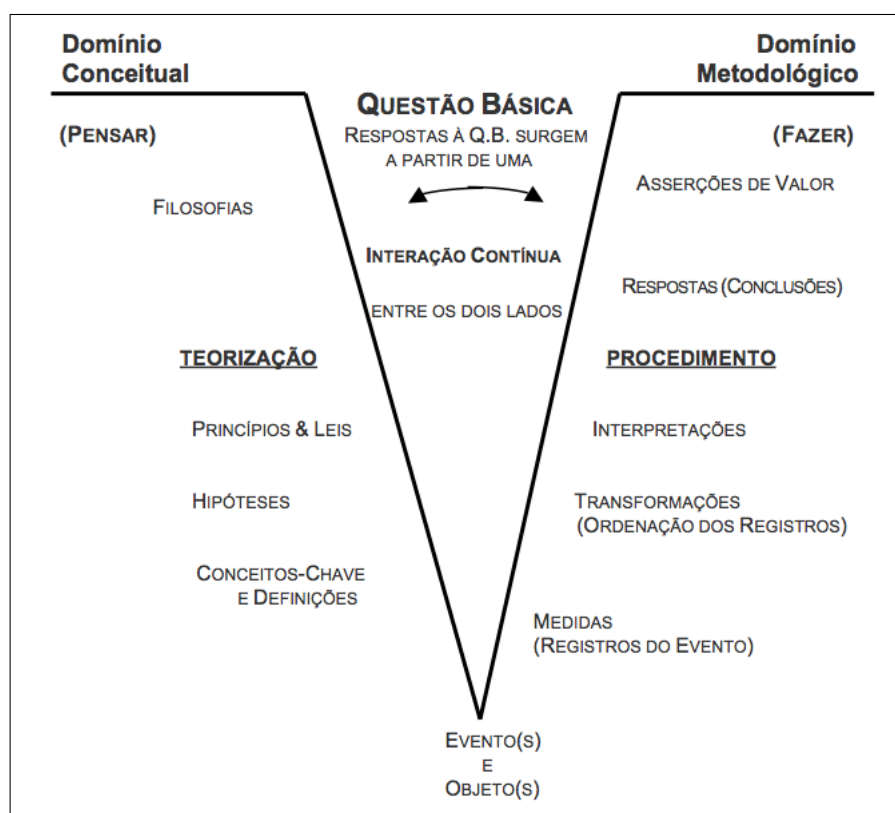 Domínio
Conceitual
Domínio
Metodológico
QUESTÃO BÁSICA
RESPOSTAS À Q.B. SURGEM
A PARTIR DE UMA
(PENSAR)
(FAZER)
ASSERÇÕES DE VALOR
FILOSOFIAS
INTERAÇÃO CONTÍNUA
RESPOSTAS (CONCLUSÕES)
ENTRE OS DOIS LADOS
TEORIZAÇÃO
PROCEDIMENTO
PRINCÍPIOS & LEIS
INTERPRETAÇÕES
HIPÓTESES
TRANSFORMAÇÕES
(ORDENAÇÃO DOS REGISTROS)
CONCEITOS-CHAVE
E DEFINIÇÕES
MEDIDAS
(REGISTROS DO EVENTO)
EVENTO(S)
E
OBJETO(S)